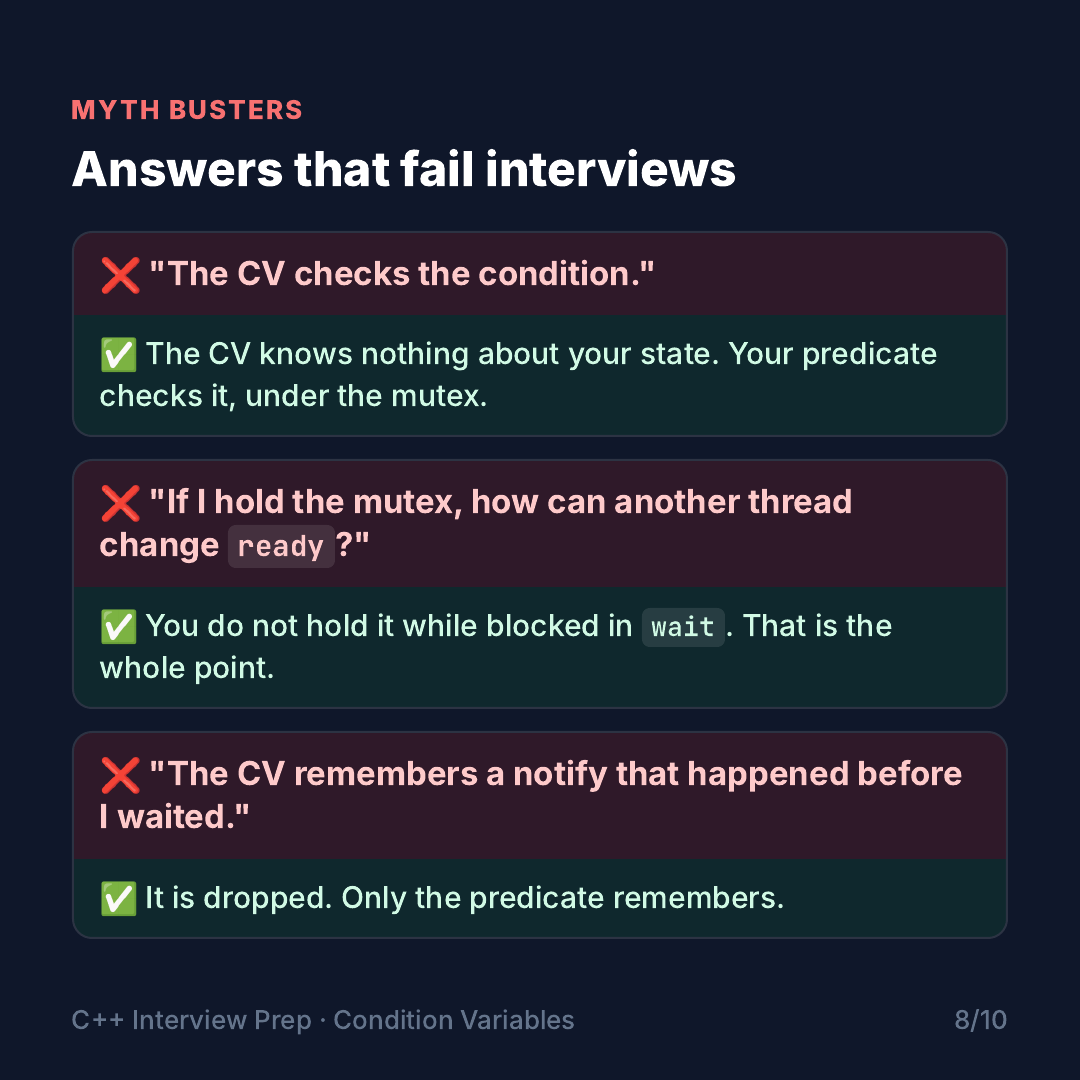 MYTH BUSTERS
Answers that fail interviews
❌ "The CV checks the condition."
✅ The CV knows nothing about your state. Your predicate
checks it, under the mutex.
❌ "If I hold the mutex, how can another thread
change ready?"
✅ You do not hold it while blocked in wait. That is the
whole point.
❌ "The CV remembers a notify that happened before
I waited."
✅ It is dropped. Only the predicate remembers.
C++ Interview Prep · Condition Variables
8/10